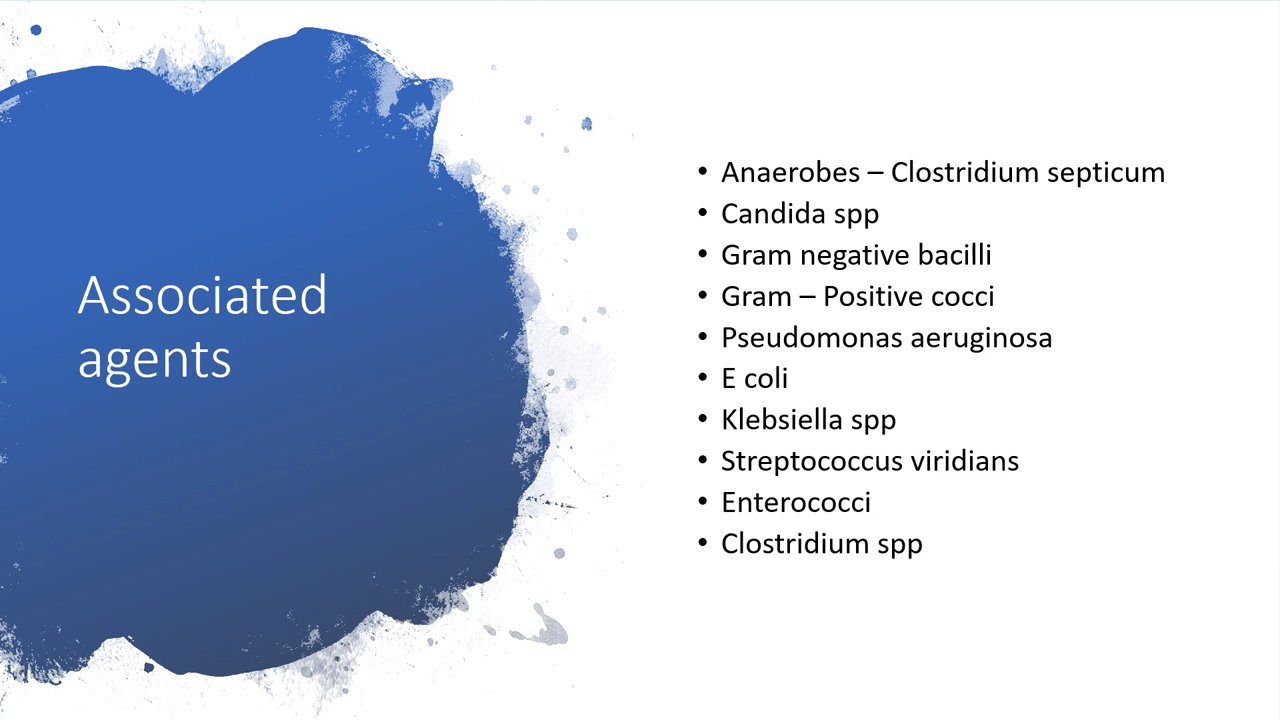 Associated
agents
• Anaerobes – Clostridium septicum
• Candida spp
• Gram negative bacilli
• Gram – Positive cocci
• Pseudomonas aeruginosa
• E coli
• Klebsiella spp
• Streptococcus viridians
• Enterococci
• Clostridium spp